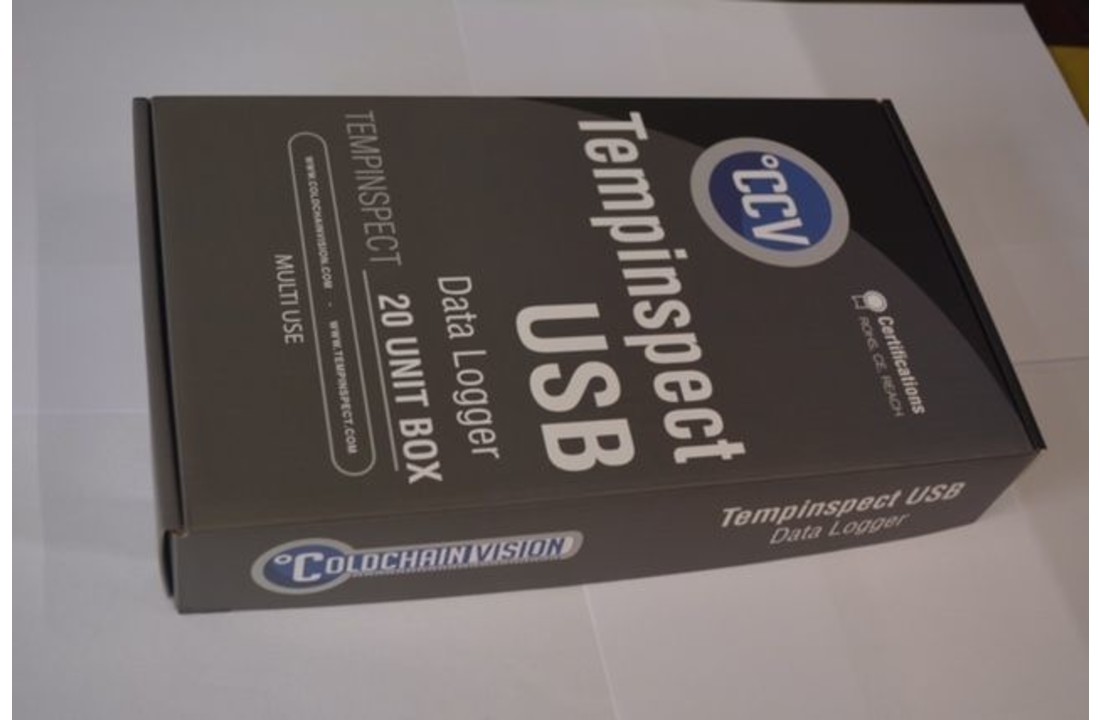 °CCV
Certifications
ROHS, CE, REACH
Tempinspect
USB
Data Logger
TEMPINSPECT 20 UNIT BOX
WWW.COLDCHAINVISION.COM - WWW.TEMPINSPECT.COM
MULTI USE
°COLDCHAINVISION
Tempinspect USB
Data Logger